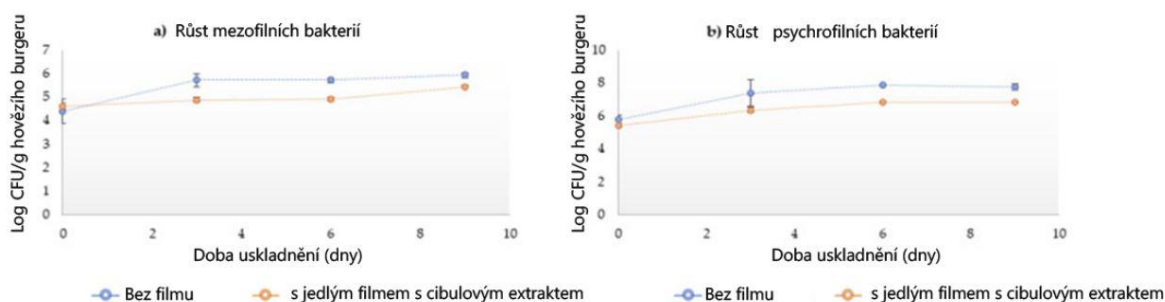 a) Růst mezofilních bakterií
Log CFU/g hovězího burgeru
7
6
5
4
3
2
1
0
0 2 4 6 8 10
Doba uskladnění (dny)
Bez filmu s jedlým filmem s cibulovým extraktem
b) Růst psychrofilních bakterií
Log CFU/g hovězího burgeru
10
8
6
4
2
0
0 2 4 6 8 10
Doba uskladnění (dny)
Bez filmu s jedlým filmem s cibulovým extraktem